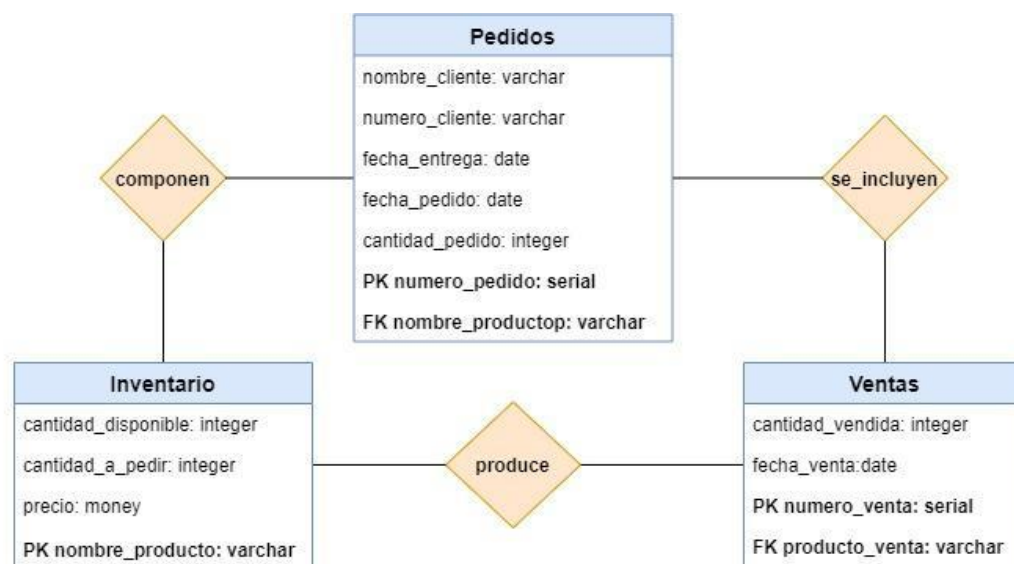 Pedidos
nombre_cliente: varchar
numero_cliente: varchar
fecha_entrega: date
fecha_pedido: date
cantidad_pedido: integer
PK numero_pedido: serial
FK nombre_productop: varchar
componen
se_incluyen
Inventario
cantidad_disponible: integer
cantidad_a_pedir: integer
precio: money
PK nombre_producto: varchar
produce
Ventas
cantidad_vendida: integer
fecha_venta:date
PK numero_venta: serial
FK producto_venta: varchar